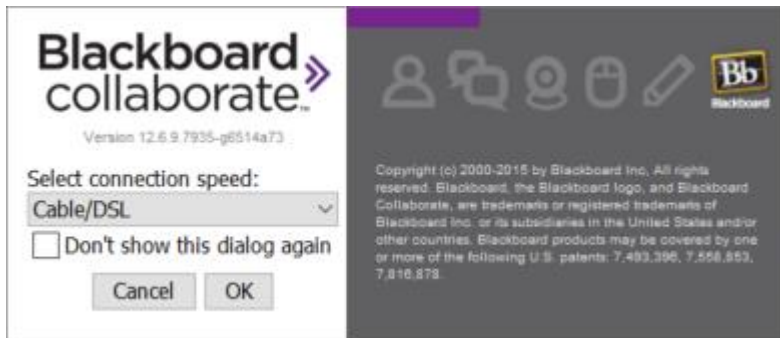 Blackboard
collaborate™
Version 12.6.9.7935-g6514a73
Select connection speed:
Cable/DSL
Don't show this dialog again
Cancel OK
Bb
Blackboard
Copyright (c) 2000-2015 by Blackboard Inc, All rights
reserved. Blackboard, the Blackboard logo, and Blackboard
Collaborate, are trademarks or registered trademarks of
Blackboard Inc. or its subsidiaries in the United States and/or
other countries. Blackboard products may be covered by one
or more of the following U.S. patents: 7,493,396, 7,558,853,
7,816,878.